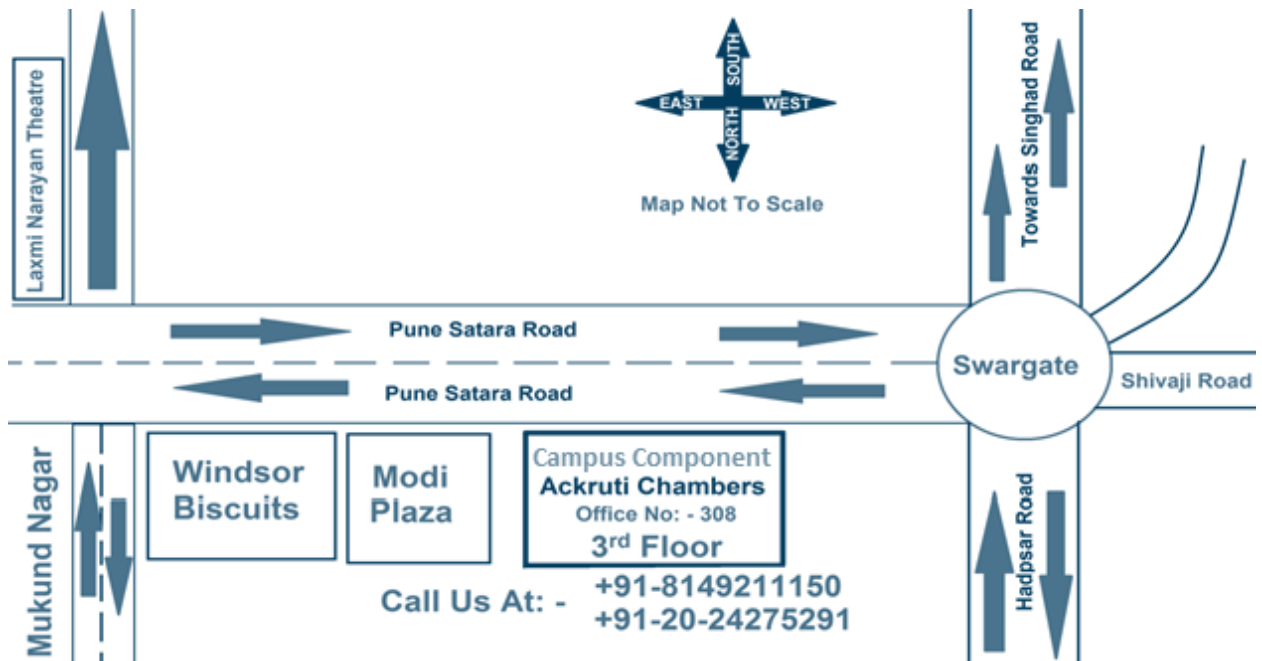 Laxmi Narayan Theatre
SOUTH
EAST
WEST
NORTH
Map Not To Scale
Towards Singhad Road
Pune Satara Road
Pune Satara Road
Swargate
Shivaji Road
Mukund Nagar
Windsor
Biscuits
Modi
Plaza
Campus Component
Ackruti Chambers
Office No: - 308
3rd Floor
Hadpsar Road
Call Us At: -
+91-8149211150
+91-20-24275291